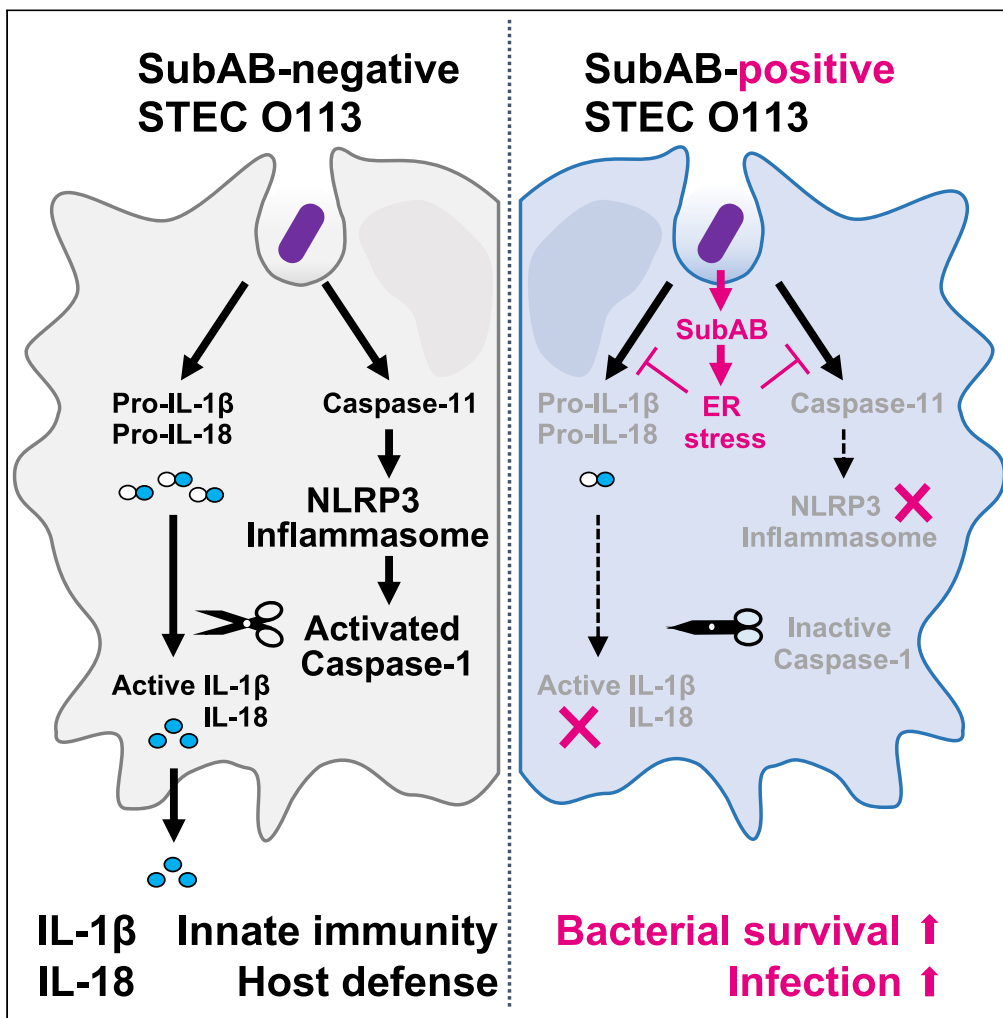 SubAB-negative
STEC O113
Pro-IL-1β
Pro-IL-18
Caspase-11
NLRP3
Inflammasome
Activated
Caspase-1
Active IL-1β
IL-18
IL-1β Innate immunity
IL-18 Host defense
SubAB-positive
STEC O113
SubAB
ER
stress
Pro-IL-1β
Pro-IL-18
Caspase-11
NLRP3
Inflammasome
Inactive
Caspase-1
Active IL-1β
IL-18
Bacterial survival ⬆
Infection ⬆